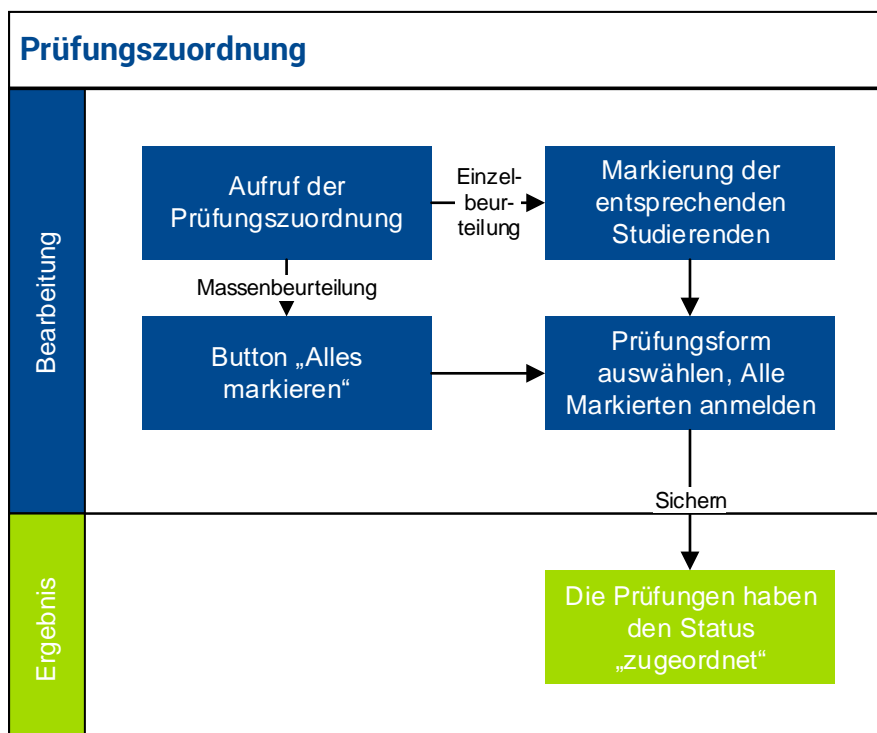 Prüfungszuordnung
Bearbeitung
Aufruf der
Prüfungszuordnung
Einzel-
beur-
teilung
Markierung der
entsprechenden
Studierenden
Massenbeurteilung
Button „Alles
markieren“
Prüfungsform
auswählen, Alle
Markierten anmelden
Sichern
Ergebnis
Die Prüfungen haben
den Status
„zugeordnet“